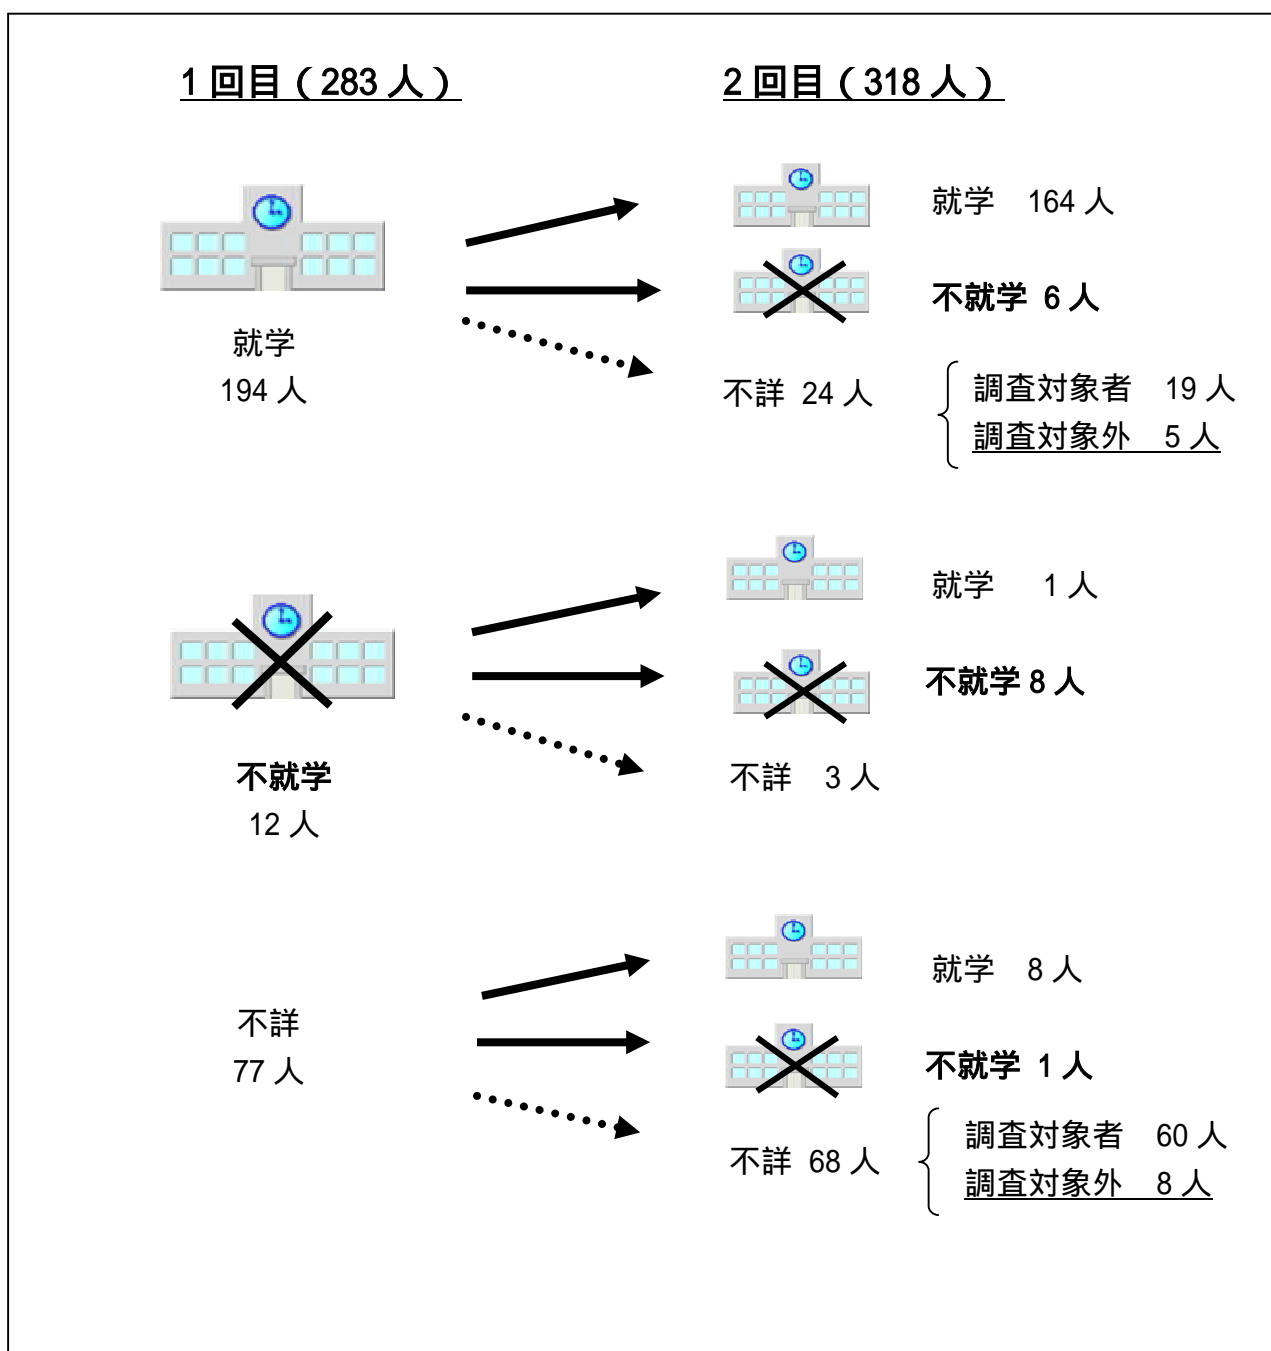 1回目（283人）
2回目（318人）
就学
194人
就学 164人
不就学 6人
不詳 24人
調査対象者 19人
調査対象外 5人
不就学
12人
就学 1人
不就学 8人
不詳 3人
不詳
77人
就学 8人
不就学 1人
不詳 68人
調査対象者 60人
調査対象外 8人